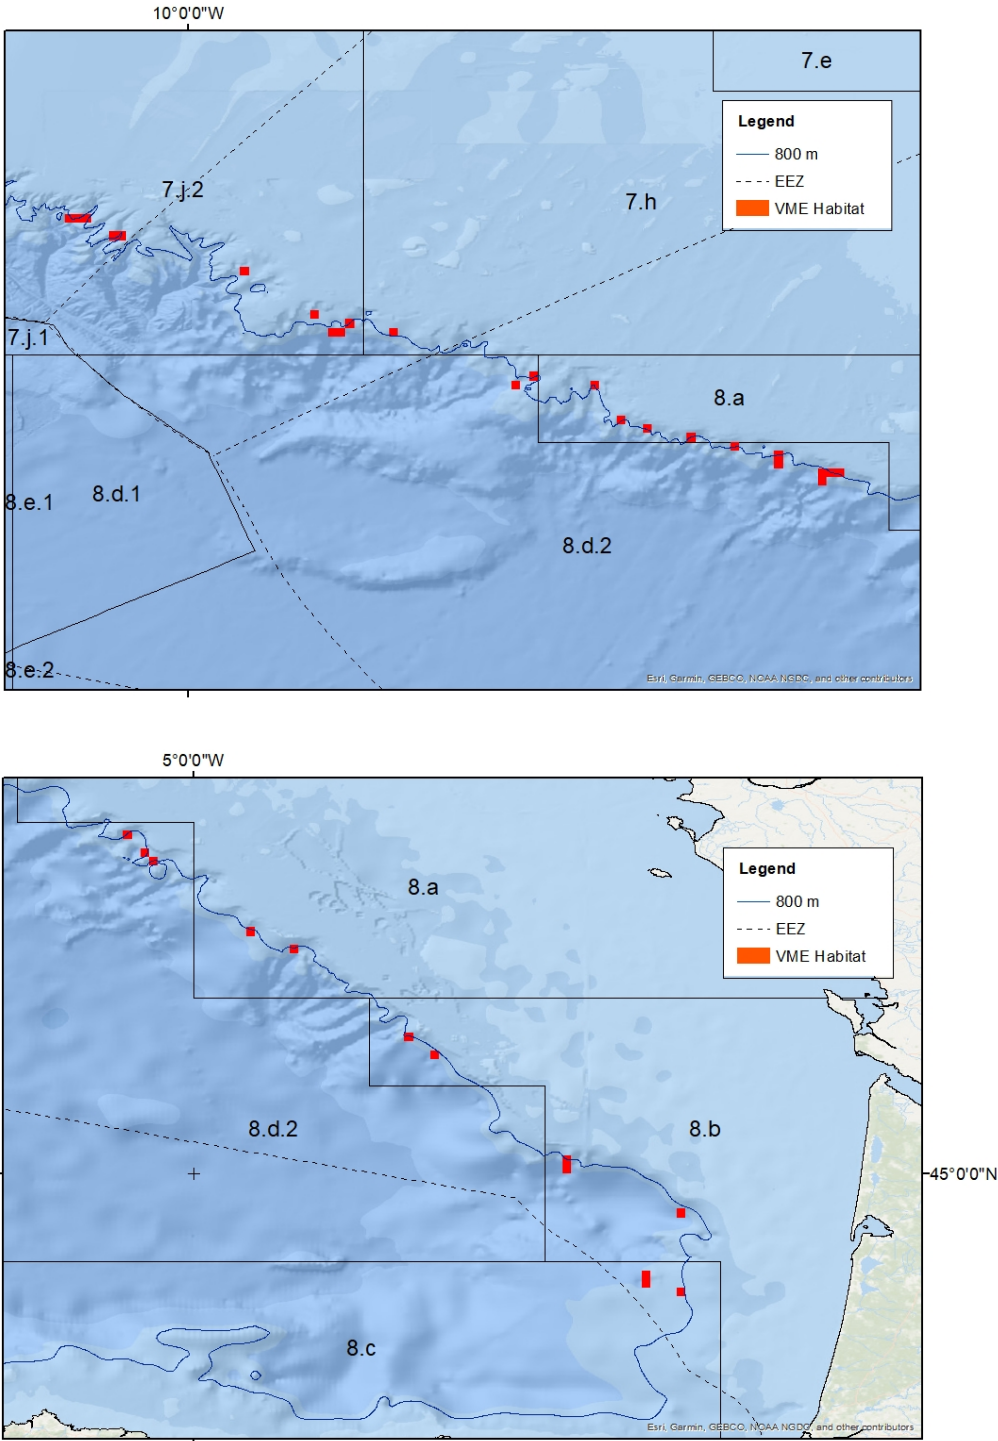 10°0'0"W
7.e
Legend
800 m
EEZ
VME Habitat
7.j.2
7.h
7.j.1
8.a
8.e.1
8.d.1
8.d.2
8.e.2
Esri, Garmin, GEBCO, NOAA NGDC, and other contributors
5°0'0"W
8.a
Legend
800 m
EEZ
VME Habitat
8.d.2
8.b
45°0'0"N
8.c
Esri, Garmin, GEBCO, NOAA NGDC, and other contributors